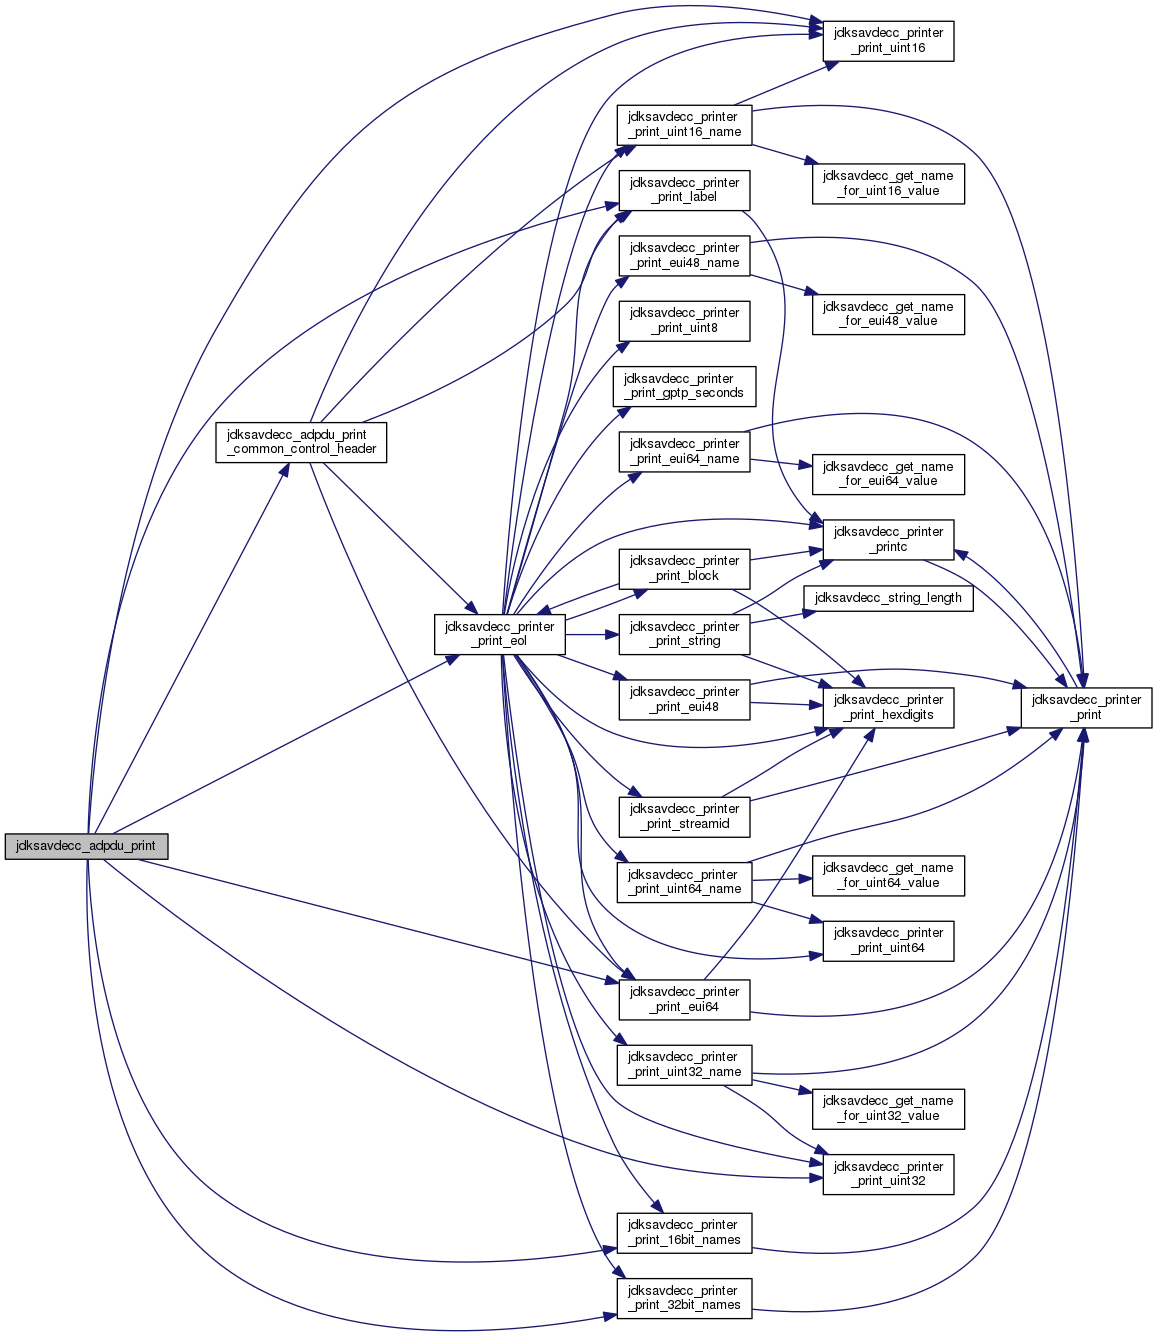 jdksavdecc_printer
_print_uint16
jdksavdecc_printer
_print_uint16_name
jdksavdecc_get_name
_for_uint16_value
jdksavdecc_printer
_print_label
jdksavdecc_printer
_print_eui48_name
jdksavdecc_get_name
_for_eui48_value
jdksavdecc_printer
_print_uint8
jdksavdecc_printer
_print_gptp_seconds
jdksavdecc_adpdu_print
_common_control_header
jdksavdecc_printer
_print_eui64_name
jdksavdecc_get_name
_for_eui64_value
jdksavdecc_printer
_printc
jdksavdecc_printer
_print_block
jdksavdecc_string_length
jdksavdecc_printer
_print_eol
jdksavdecc_printer
_print_string
jdksavdecc_printer
_print_eui48
jdksavdecc_printer
_print_hexdigits
jdksavdecc_printer
_print
jdksavdecc_printer
_print_streamid
jdksavdecc_adpdu_print
jdksavdecc_printer
_print_uint64_name
jdksavdecc_get_name
_for_uint64_value
jdksavdecc_printer
_print_uint64
jdksavdecc_printer
_print_eui64
jdksavdecc_printer
_print_uint32_name
jdksavdecc_get_name
_for_uint32_value
jdksavdecc_printer
_print_uint32
jdksavdecc_printer
_print_16bit_names
jdksavdecc_printer
_print_32bit_names